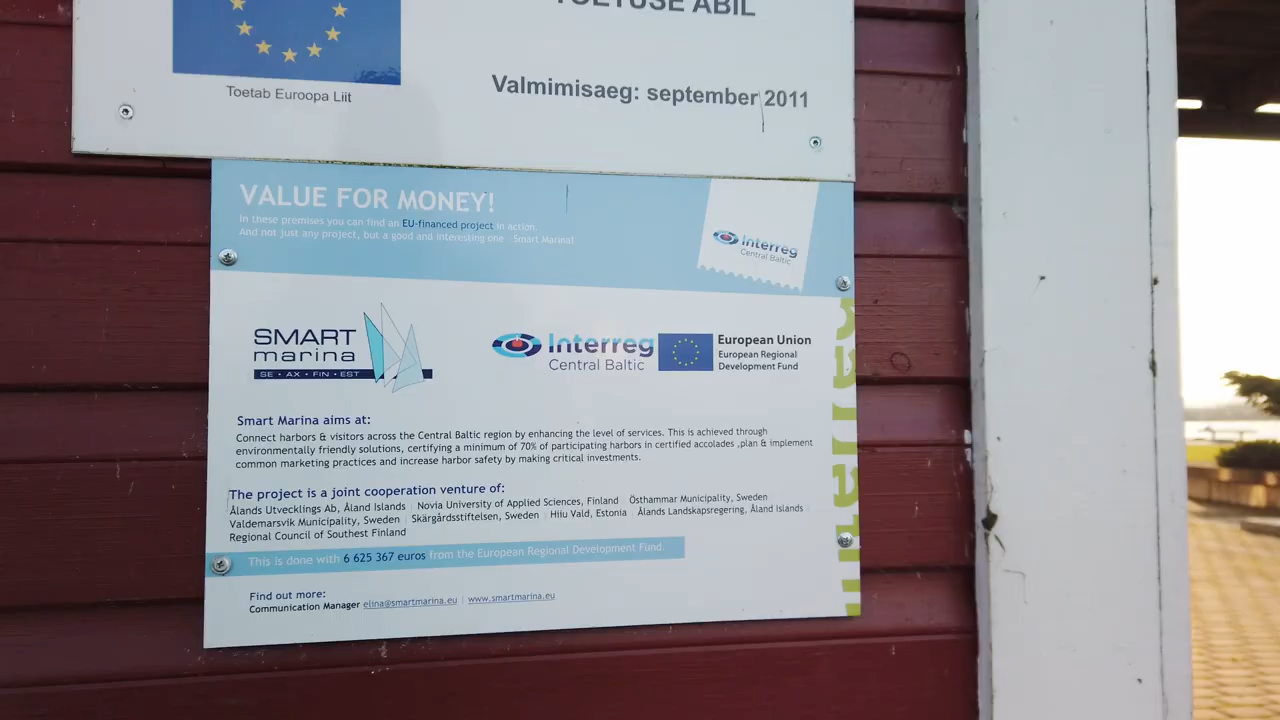 TOETUSE ABIL
Toetab Euroopa Liit
Valmimisaeg: september 2011
VALUE FOR MONEY!
In these premises you can find an EU-financed project in action.
And not just any project, but a good and interesting one Smart Marina!
Interreg
Central Baltic
SMART
marina
SE • AX • FIN • EST
Interreg
Central Baltic
European Union
European Regional
Development Fund
Smart Marina aims at:
Connect harbors & visitors across the Central Baltic region by enhancing the level of services. This is achieved through
environmentally friendly solutions, certifying a minimum of 70% of participating harbors in certified accolades ,plan & implement
common marketing practices and increase harbor safety by making critical investments.
The project is a joint cooperation venture of:
Ålands Utvecklings Ab, Åland Islands | Novia University of Applied Sciences, Finland | Östhammar Municipality, Sweden
Valdemarsvik Municipality, Sweden | Skärgårdsstiftelsen, Sweden | Hiiu Vald, Estonia | Ålands Landskapsregering, Åland Islands
Regional Council of Southest Finland
This is done with 6 625 367 euros from the European Regional Development Fund.
Find out more:
Communication Manager elina@smartmarina.eu | www.smartmarina.eu